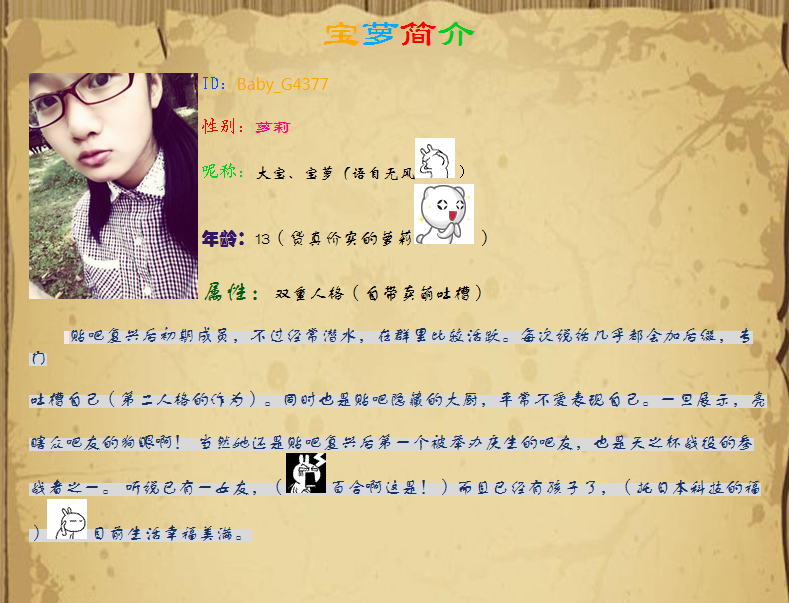 宝萝简介
ID：Baby_G4377
性别：萝莉
呢称：大宝、宝萝（语自无风）
年龄：13（货真价实的萝莉）
属性：双重人格（自带卖萌吐槽）
贴吧复兴后初期成员，不过经常潜水，在群里比较活跃。每次说话几乎都会加后缀，专
门
吐槽自己（第二人格的作为）。同时也是贴吧隐藏的大厨，平常不爱表现自己。一旦展示，亮
瞎众吧友的狗眼啊！当然她还是贴吧复兴后第一个被举办庆生的吧友，也是天之杯战役的参
战者之一。听说已有一女友，（百合啊这是！）而且已经有孩子了，（托日本科技的福
）目前生活幸福美满。